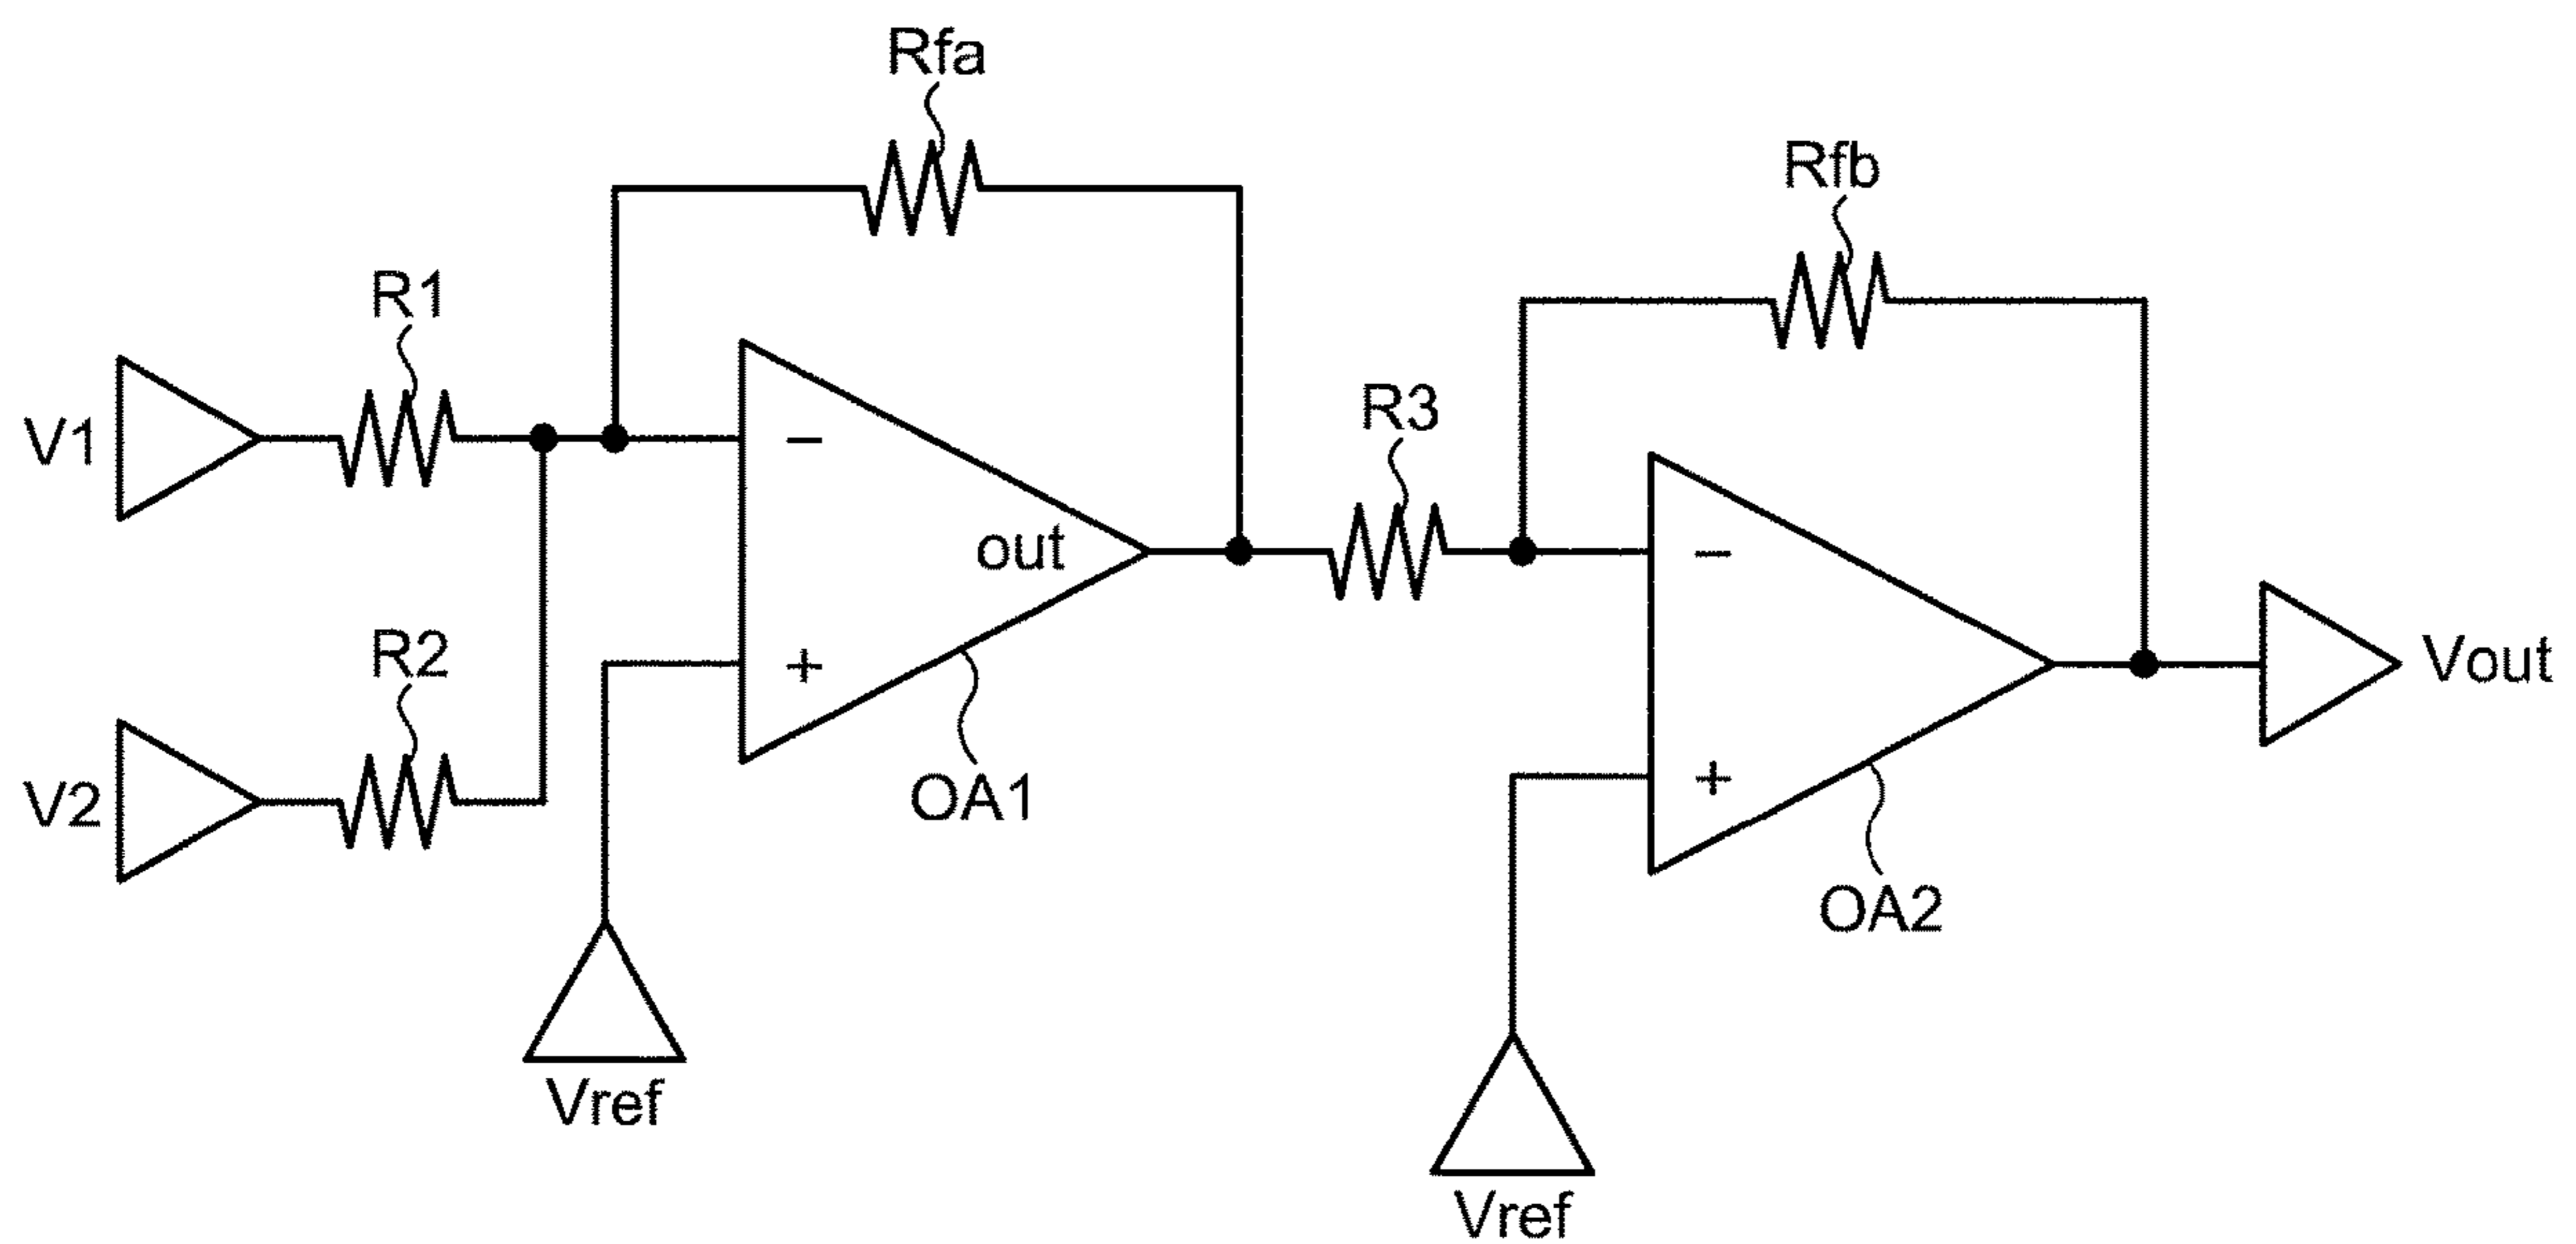 Rfa
Rfb
R1
R3
V1
−
−
out
R2
Vout
+
+
V2
OA1
OA2
Vref
Vref